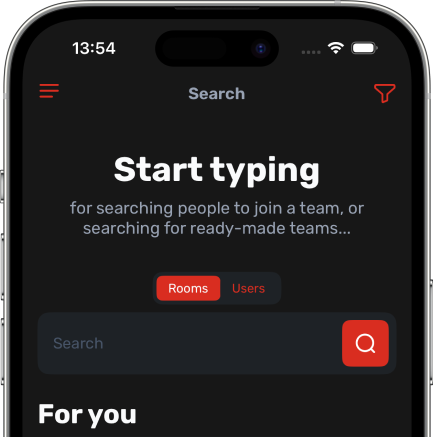 13:54
Search
Start typing
for searching people to join a team, or
searching for ready-made teams...
Rooms Users
Search
For you